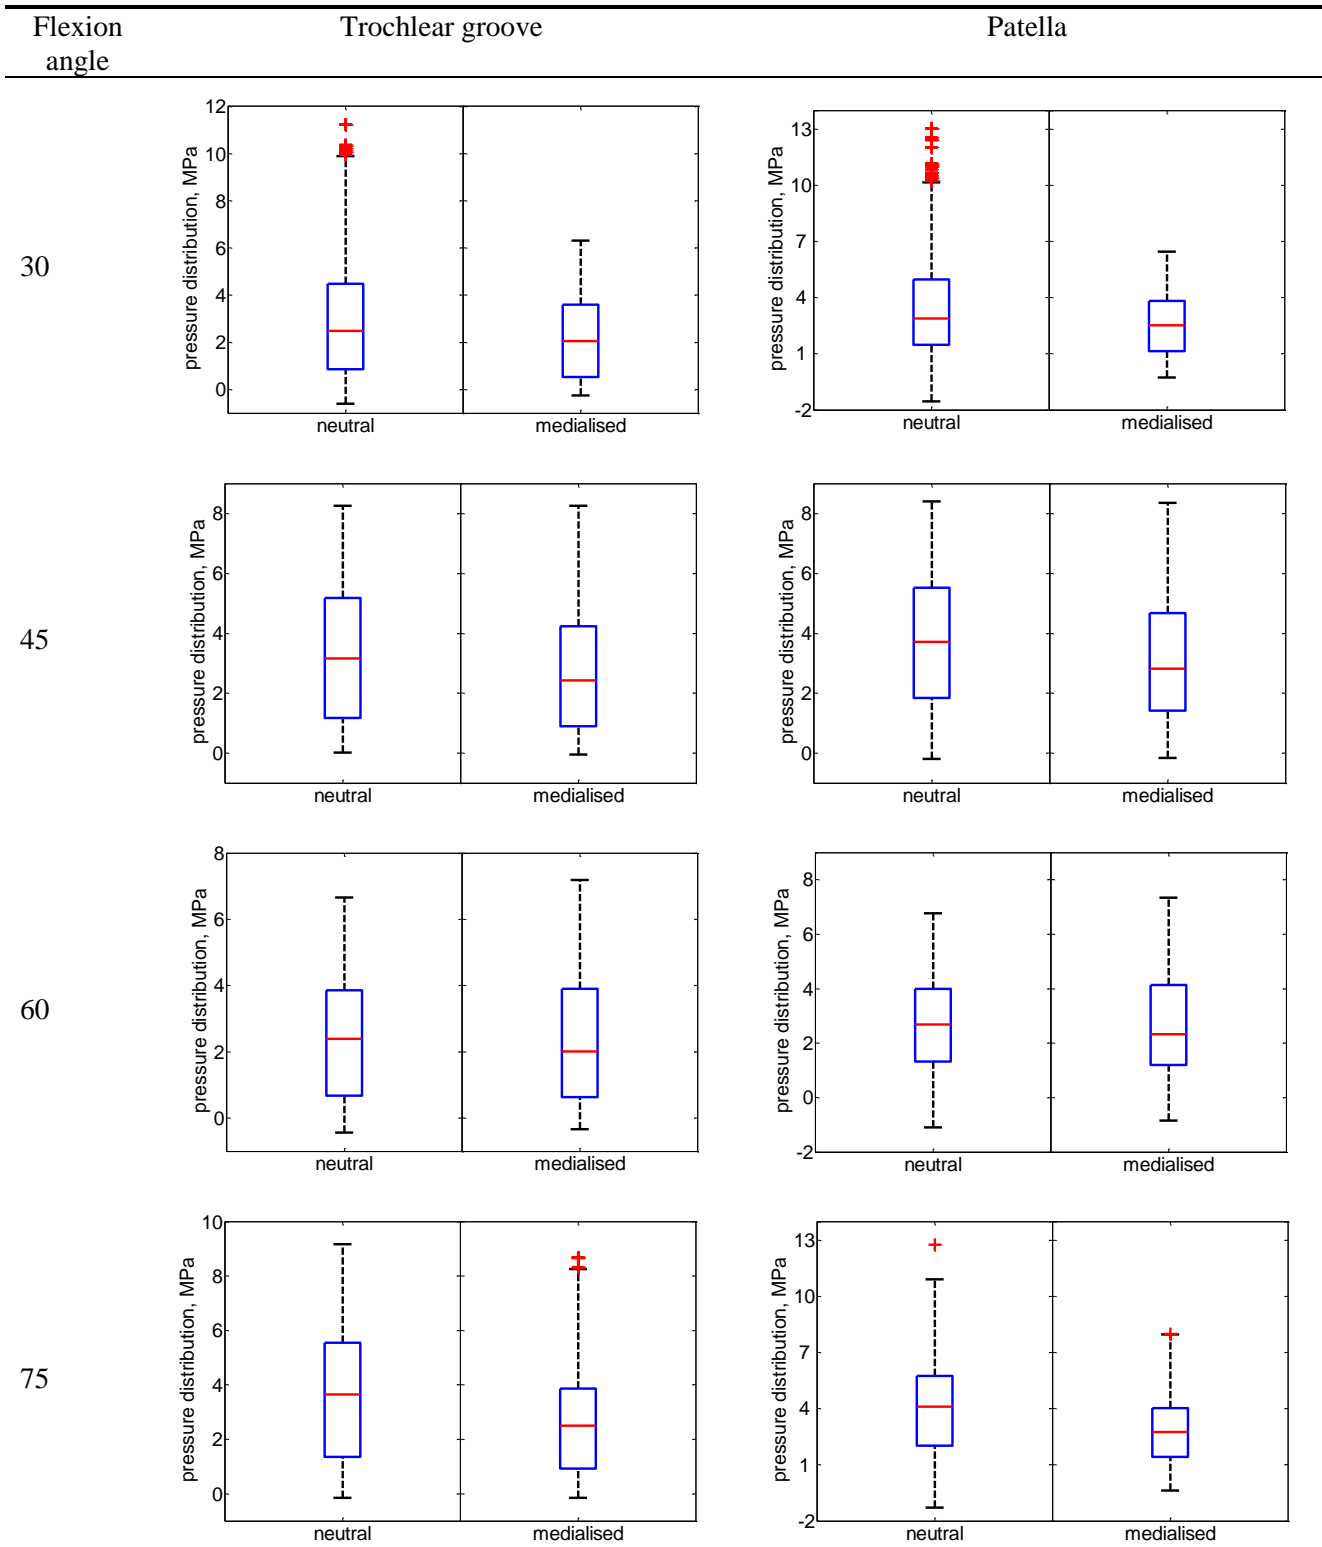 Flexion angle
Trochlear groove
Patella
30
pressure distribution, MPa
12
10
8
6
4
2
0
neutral
medialised
pressure distribution, MPa
13
10
7
4
1
-2
neutral
medialised
45
pressure distribution, MPa
8
6
4
2
0
neutral
medialised
pressure distribution, MPa
8
6
4
2
0
neutral
medialised
60
pressure distribution, MPa
8
6
4
2
0
neutral
medialised
pressure distribution, MPa
8
6
4
2
0
-2
neutral
medialised
75
pressure distribution, MPa
10
8
6
4
2
0
neutral
medialised
pressure distribution, MPa
13
10
7
4
1
-2
neutral
medialised